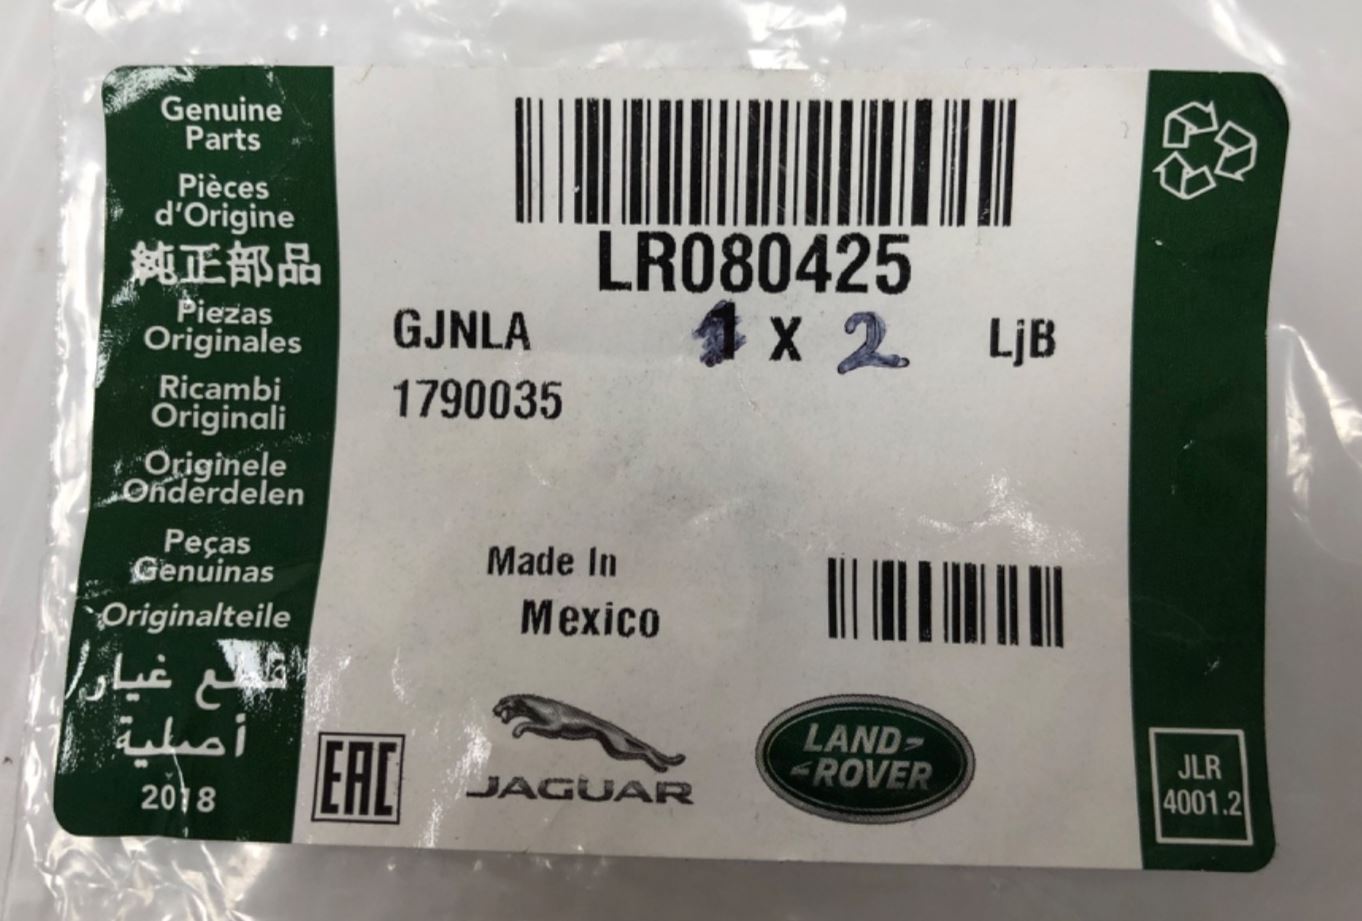 Genuine
Parts
Pièces
d'Origine
純正部品
Piezas
Originales
Ricambi
Originali
Originele
Onderdelen
Peças
Genuinas
Originalteile
قطع غيار
أصلية
2018
LR080425
GJNLA 1 X 2 LjB
1790035
Made In
Mexico
EAC
JAGUAR
LAND-
-ROVER
JLR
4001.2